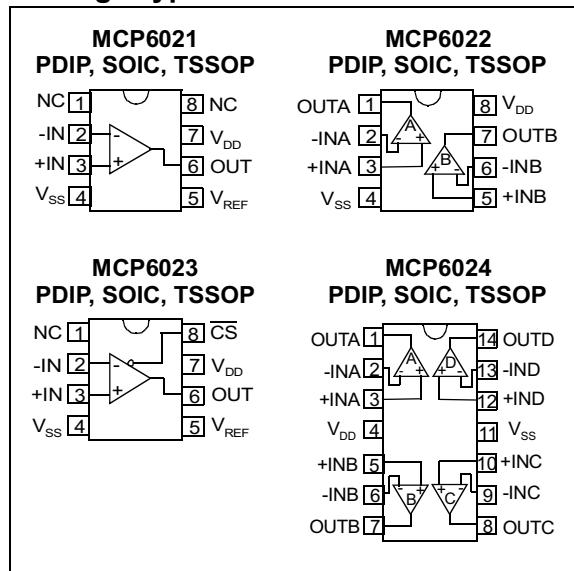 MCP6021
PDIP, SOIC, TSSOP
NC 1 8 NC
-IN 2 - 7 VDD
+IN 3 + 6 OUT
VSS 4 5 VREF
MCP6022
PDIP, SOIC, TSSOP
OUTA 1 A 8 VDD
-INA 2 - + 7 OUTB
+INA 3 B 6 -INB
VSS 4 + - 5 +INB
MCP6023
PDIP, SOIC, TSSOP
NC 1 8 CS
-IN 2 - 7 VDD
+IN 3 + 6 OUT
VSS 4 5 VREF
MCP6024
PDIP, SOIC, TSSOP
OUTA 1 14 OUTD
-INA 2 - A + + D - 13 -IND
+INA 3 12 +IND
VDD 4 11 VSS
+INB 5 10 +INC
-INB 6 - B + + C - 9 -INC
OUTB 7 8 OUTC